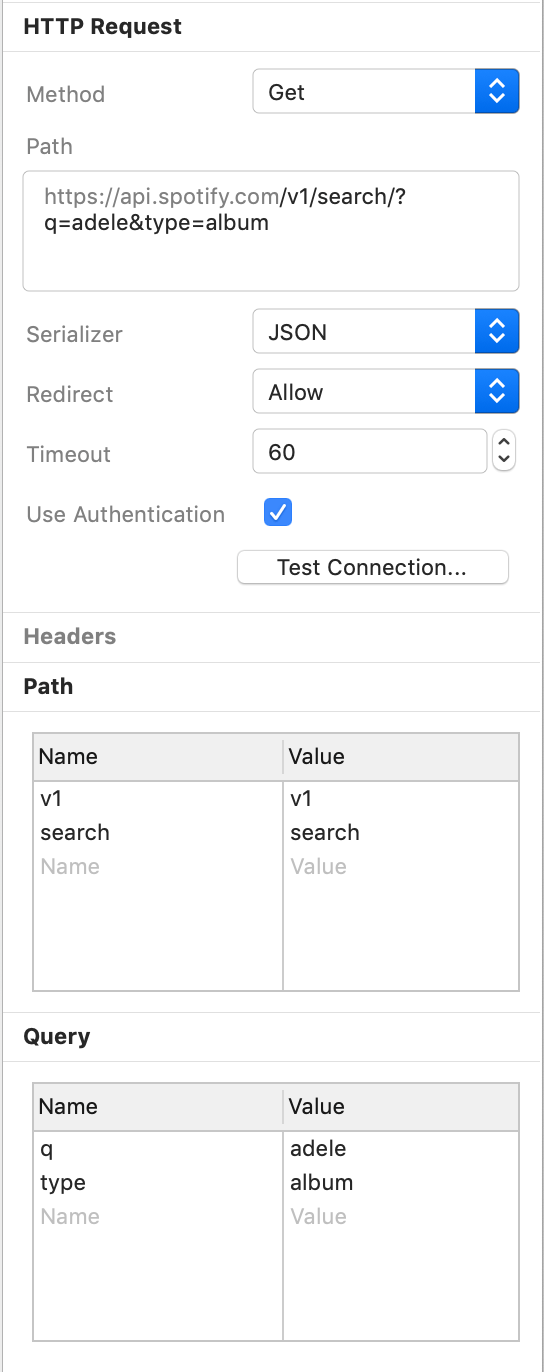 HTTP Request
Method Get
Path
https://api.spotify.com/v1/search/?
q=adele&type=album
Serializer JSON
Redirect Allow
Timeout 60
Use Authentication
Test Connection...
Headers
Path
Name Value
v1 v1
search search
Name Value
Query
Name Value
q adele
type album
Name Value